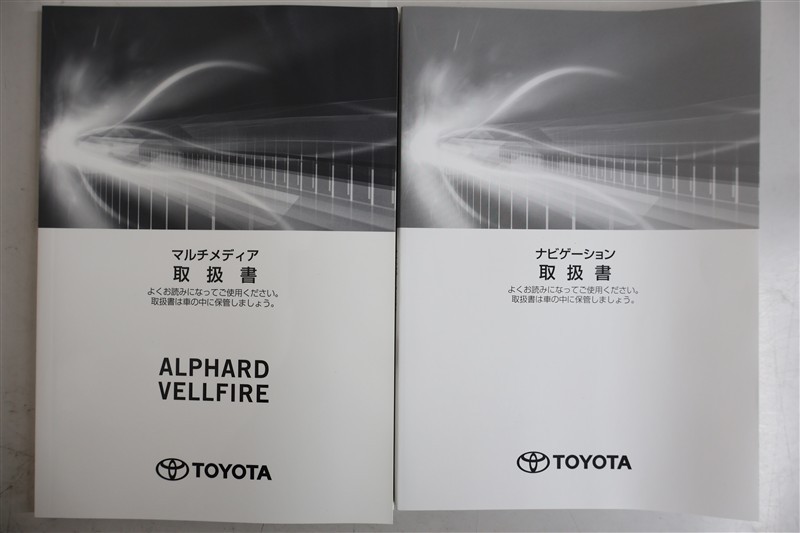 マルチメディア
取扱書
よくお読みになってご使用ください。
取扱書は車の中に保管しましょう。
ALPHARD
VELLFIRE
TOYOTA
ナビゲーション
取扱書
よくお読みになってご使用ください。
取扱書は車の中に保管しましょう。
TOYOTA